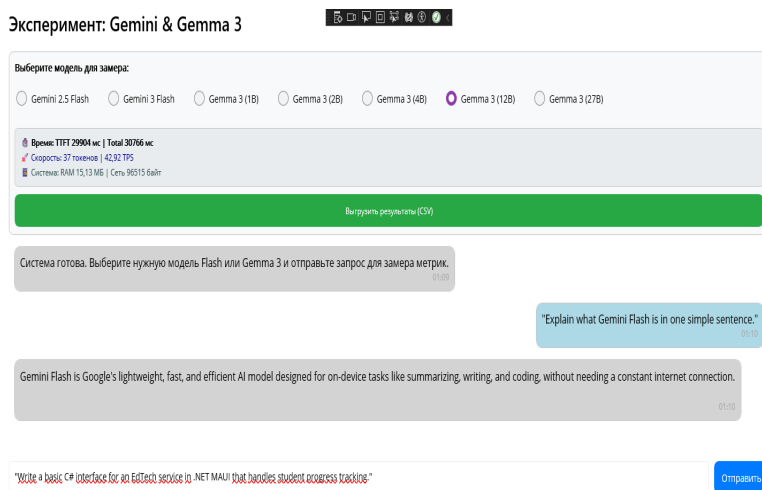 Эксперимент: Gemini & Gemma 3
Выберите модель для замера:
Gemini 2.5 Flash Gemini 3 Flash Gemma 3 (1B) Gemma 3 (2B) Gemma 3 (4B) Gemma 3 (12B) Gemma 3 (27B)
Время: TTFT 29904 мс | Total 30766 мс
Скорость: 37 токенов | 42,92 TPS
Система: RAM 15,13 МБ | Сеть 96515 байт
Выгрузить результаты (CSV)
Система готова. Выберите нужную модель Flash или Gemma 3 и отправьте запрос для замера метрик.
01:09
"Explain what Gemini Flash is in one simple sentence."
01:10
Gemini Flash is Google's lightweight, fast, and efficient AI model designed for on-device tasks like summarizing, writing, and coding, without needing a constant internet connection.
01:10
"Write a basic C# interface for an EdTech service in .NET MAUI that handles student progress tracking."
Отправить